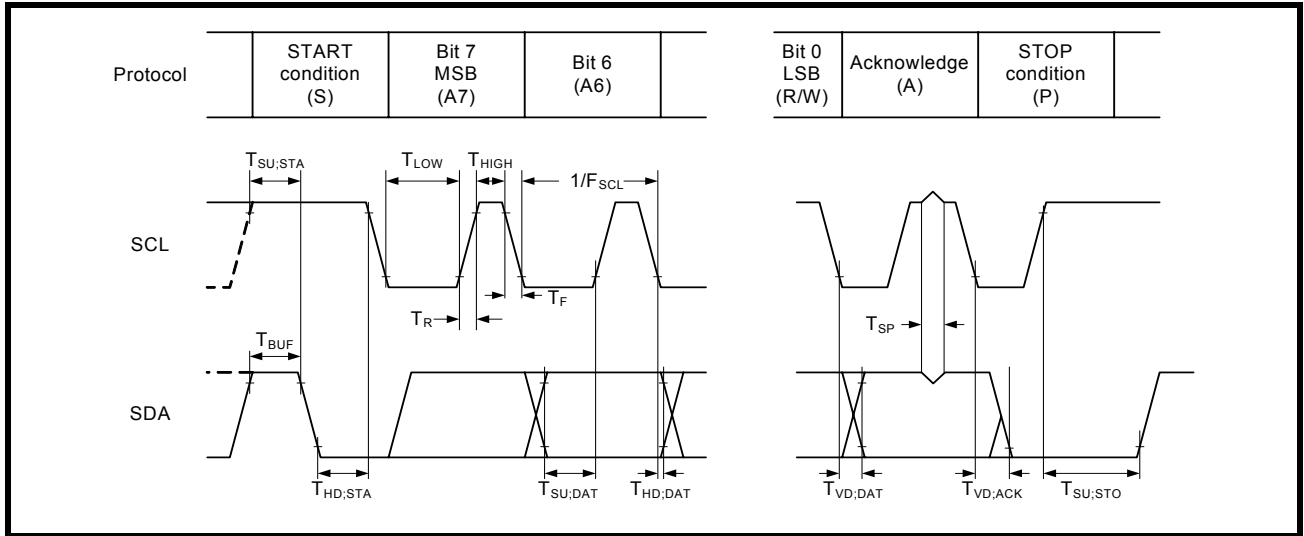 Protocol
START
condition
(S)
Bit 7
MSB
(A7)
Bit 6
(A6)
Bit 0
LSB
(R/W)
Acknowledge
(A)
STOP
condition
(P)
TSU;STA
TLOW
THIGH
1/FSCL
SCL
TF
TR
TSP
TBUF
SDA
THD;STA
TSU;DAT
THD;DAT
TVD;DAT
TVD;ACK
TSU;STO